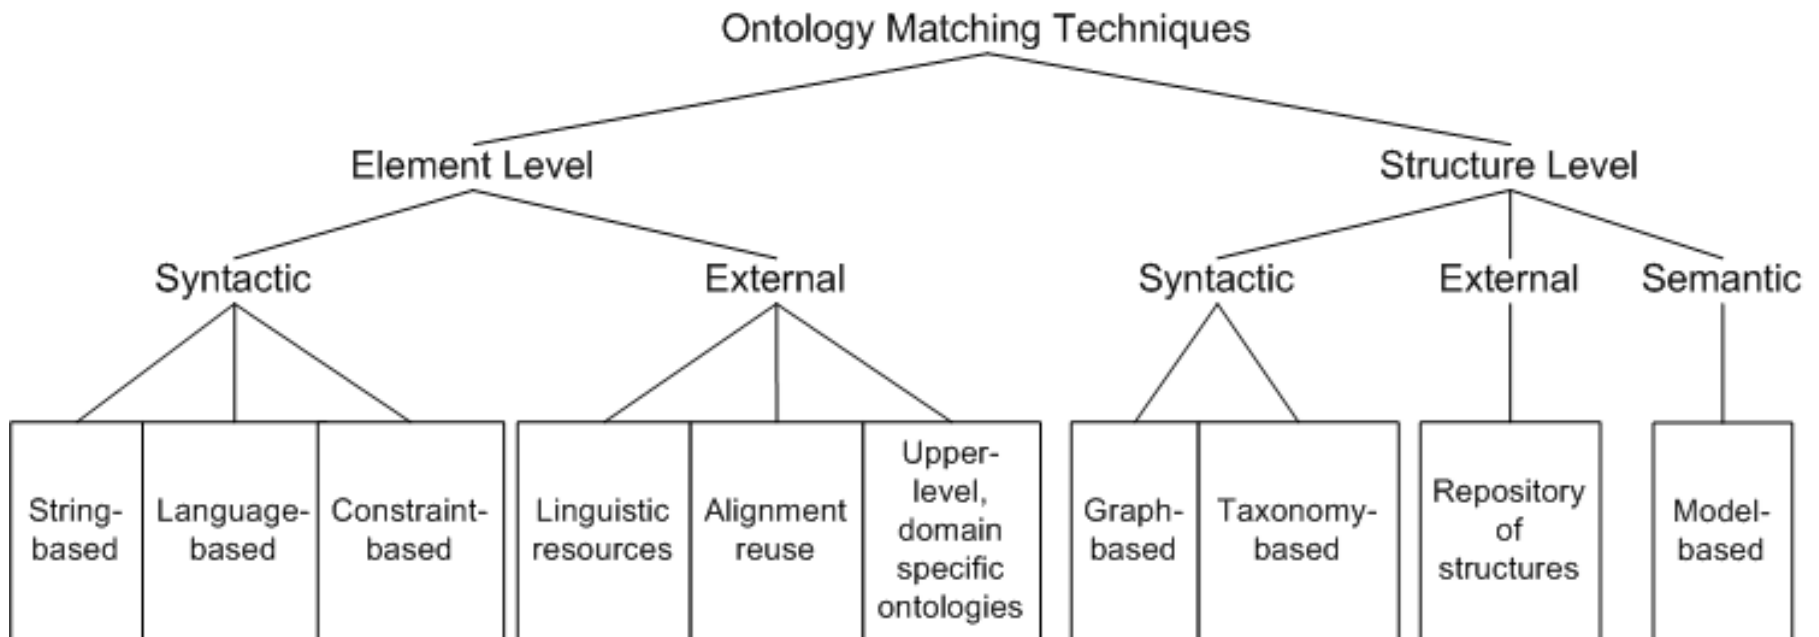 Ontology Matching Techniques
Element Level
Structure Level
Syntactic
External
Syntactic
External
Semantic
String-
based
Language-
based
Constraint-
based
Linguistic
resources
Alignment
reuse
Upper-
level,
domain
specific
ontologies
Graph-
based
Taxonomy-
based
Repository
of
structures
Model-
based